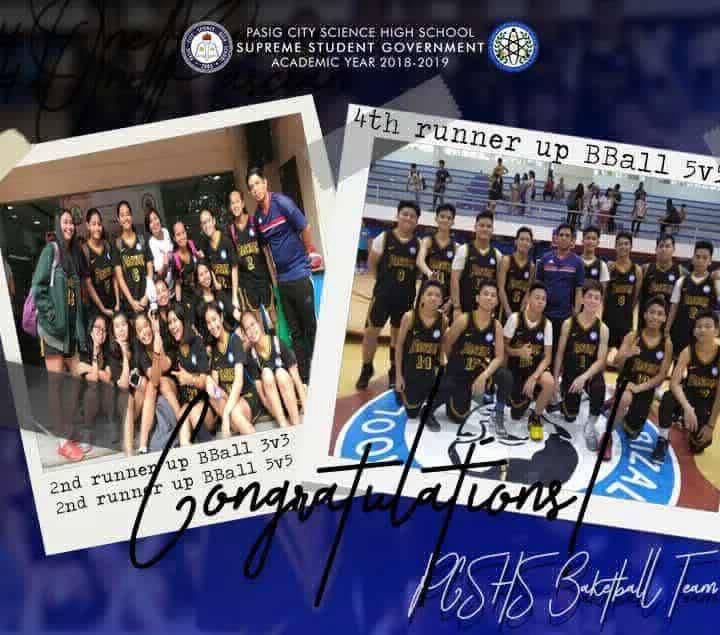 PASIG CITY SCIENCE HIGH SCHOOL
SUPREME STUDENT GOVERNMENT
ACADEMIC YEAR 2018-2019
4th runner up BBall 5v5
2nd runner up BBall 3v3
2nd runner up BBall 5v5
Congratulations!
PCSHS Baketball Team